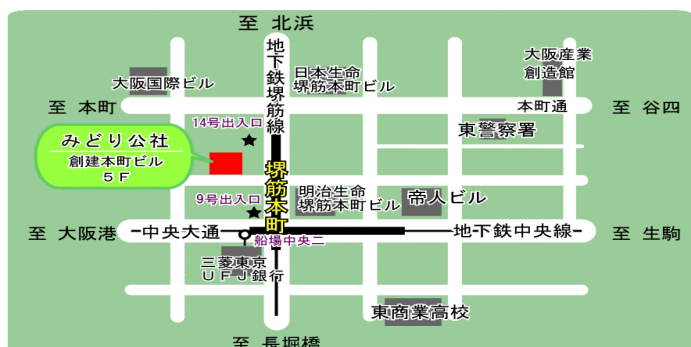 至 北浜
地下鉄堺筋線
大阪国際ビル
日本生命
堺筋本町ビル
大阪産業
創造館
至 本町
本町通
至 谷四
14号出入口
東警察署
みどり公社
創建本町ビル
5F
堺筋本町
9号出入口
明治生命
堺筋本町ビル
帝人ビル
至 大阪港
中央大通
地下鉄中央線
至 生駒
船場中央二
三菱東京
UFJ銀行
東商業高校
至 長堀橋